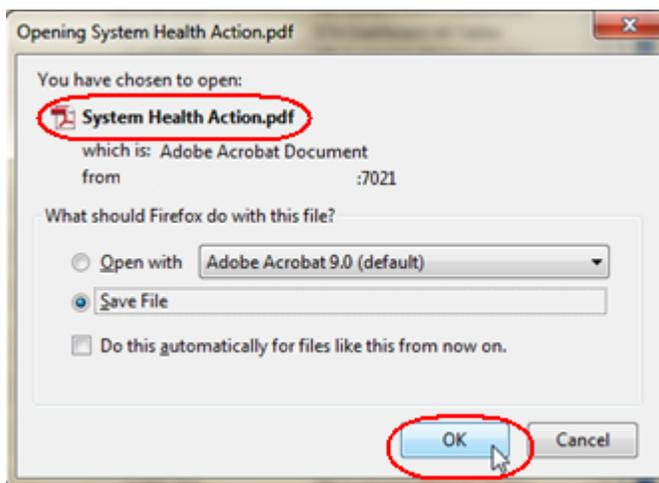 Opening System Health Action.pdf
You have chosen to open:
System Health Action.pdf
which is: Adobe Acrobat Document
from :7021
What should Firefox do with this file?
Open with Adobe Acrobat 9.0 (default)
Save File
Do this automatically for files like this from now on.
OK Cancel